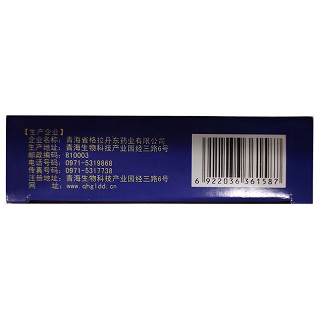 【生产企业】
企业名称：青海省格拉丹东药业有限公司
生产地址：青海生物科技产业园经三路6号
邮政编码：810003
电话号码：0971-5319868
传真号码：0971-5317738
注册地址：青海生物科技产业园经三路6号
网 址：www.qhgldd.cn
6 922036 361587